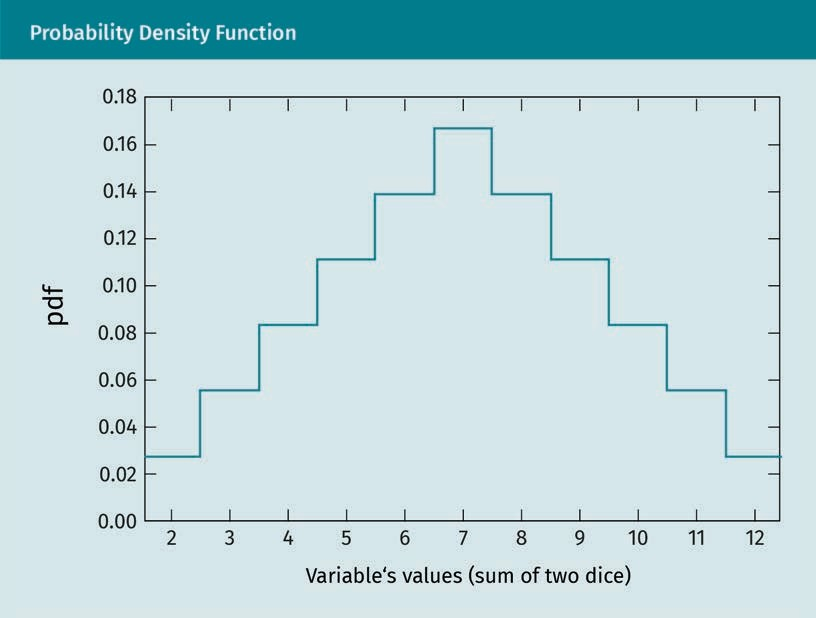 Probability Density Function
0.18
0.16
0.14
0.12
0.10
0.08
0.06
0.04
0.02
0.00
pdf
2 3 4 5 6 7 8 9 10 11 12
Variable‘s values (sum of two dice)